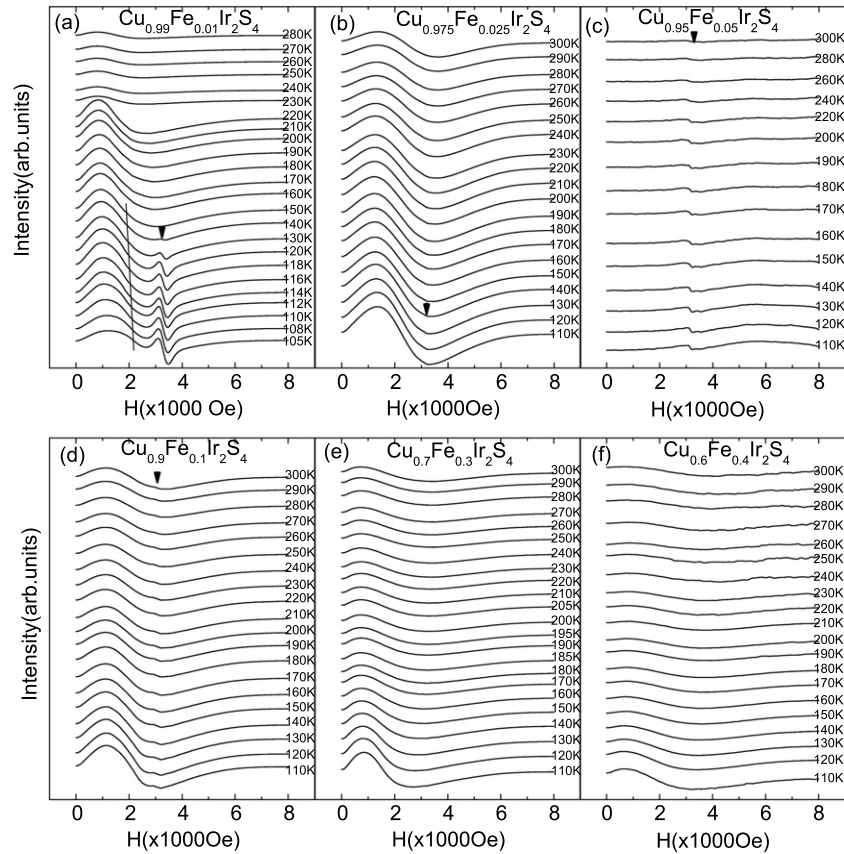 (a) Cu0.99Fe0.01Ir2S4
280K
270K
260K
250K
240K
230K
220K
210K
200K
190K
180K
170K
160K
150K
140K
130K
120K
118K
116K
114K
112K
110K
108K
105K
0 2 4 6 8
H(x1000 Oe)
Intensity(arb.units)
(b) Cu0.975Fe0.025Ir2S4
300K
290K
280K
270K
260K
250K
240K
230K
220K
210K
200K
190K
180K
170K
160K
150K
140K
130K
120K
110K
0 2 4 6 8
H(x1000Oe)
(c) Cu0.95Fe0.05Ir2S4
300K
280K
260K
240K
220K
200K
190K
180K
170K
160K
150K
140K
130K
120K
110K
0 2 4 6 8
H(x1000Oe)
(d) Cu0.9Fe0.1Ir2S4
300K
290K
280K
270K
260K
250K
240K
230K
220K
210K
200K
190K
180K
170K
160K
150K
140K
130K
120K
110K
0 2 4 6 8
H(x1000Oe)
Intensity(arb.units)
(e) Cu0.7Fe0.3Ir2S4
300K
290K
280K
270K
260K
250K
240K
230K
220K
210K
205K
200K
195K
190K
185K
180K
170K
160K
150K
140K
130K
120K
110K
0 2 4 6 8
H(x1000Oe)
(f) Cu0.6Fe0.4Ir2S4
300K
290K
280K
270K
260K
250K
240K
230K
220K
210K
200K
190K
180K
170K
160K
150K
140K
130K
120K
110K
0 2 4 6 8
H(x1000Oe)